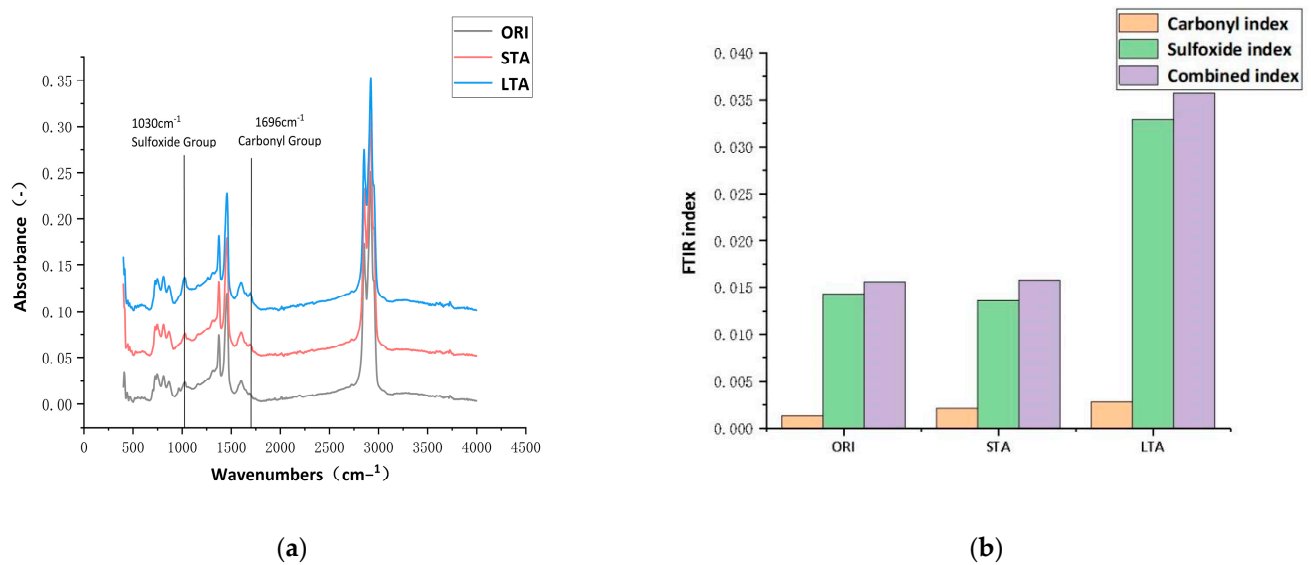 ORI
STA
LTA
0.35
0.30
0.25
0.20
0.15
0.10
0.05
0.00
Absorbance (-)
1030cm⁻¹
Sulfoxide Group
1696cm⁻¹
Carbonyl Group
0 500 1000 1500 2000 2500 3000 3500 4000 4500
Wavenumbers（cm–¹）
(a)
Carbonyl index
Sulfoxide index
Combined index
0.040
0.035
0.030
0.025
0.020
0.015
0.010
0.005
0.000
FTIR index
ORI STA LTA
(b)